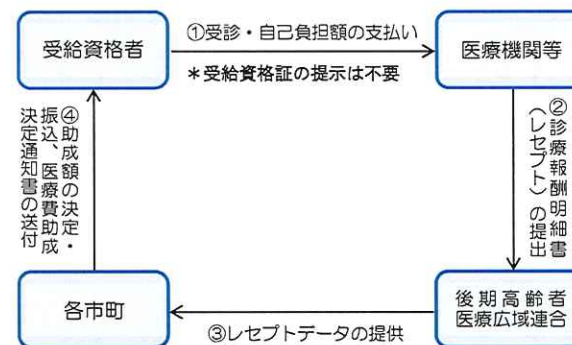 受給資格者
①受診・自己負担額の支払い
＊受給資格証の提示は不要
医療機関等
②診療報酬明細書
（レセプト）の提出
後期高齢者
医療広域連合
③レセプトデータの提供
各市町
④助成額の決定・
振込、医療費助成
決定通知書の送付